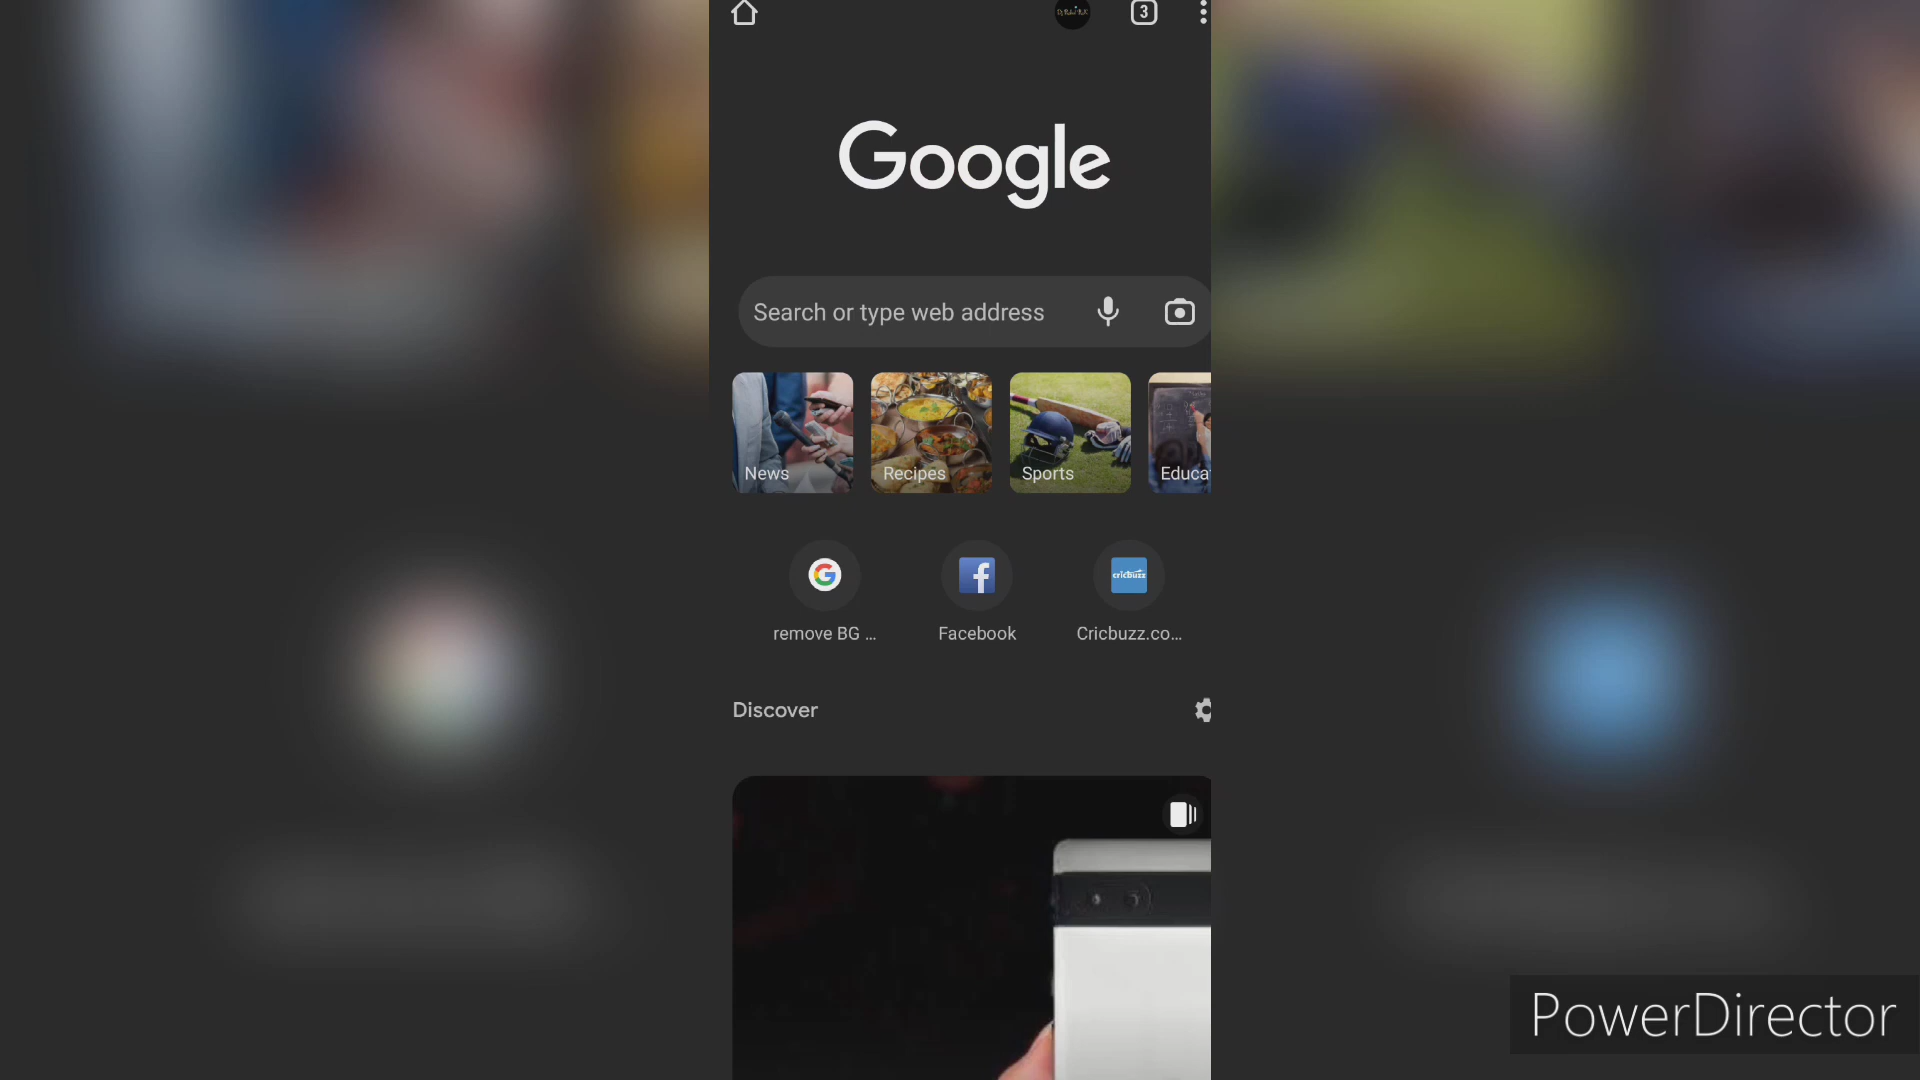 3
Google
Search or type web address
News
Recipes
Sports
Educa
remove BG ...
Facebook
cricbuzz
Cricbuzz.co...
Discover
PowerDirector